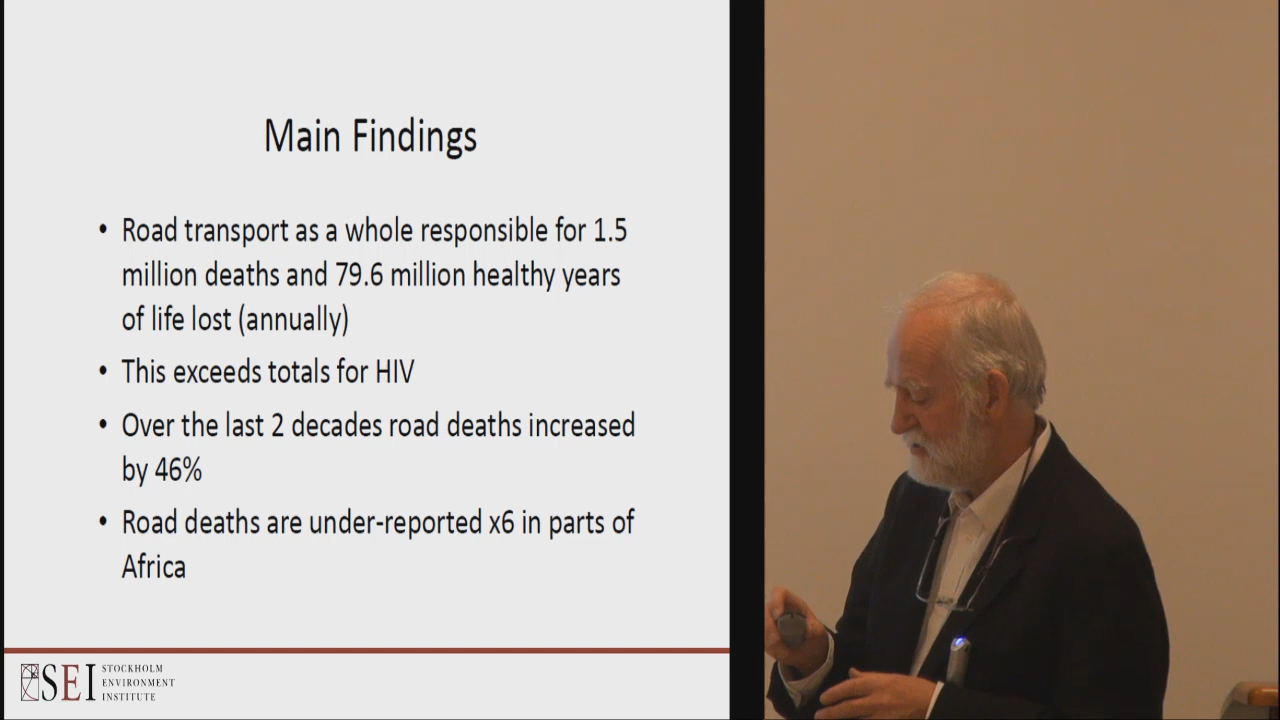 Main Findings
• Road transport as a whole responsible for 1.5
million deaths and 79.6 million healthy years
of life lost (annually)
• This exceeds totals for HIV
• Over the last 2 decades road deaths increased
by 46%
• Road deaths are under-reported x6 in parts of
Africa
SEI STOCKHOLM
ENVIRONMENT
INSTITUTE